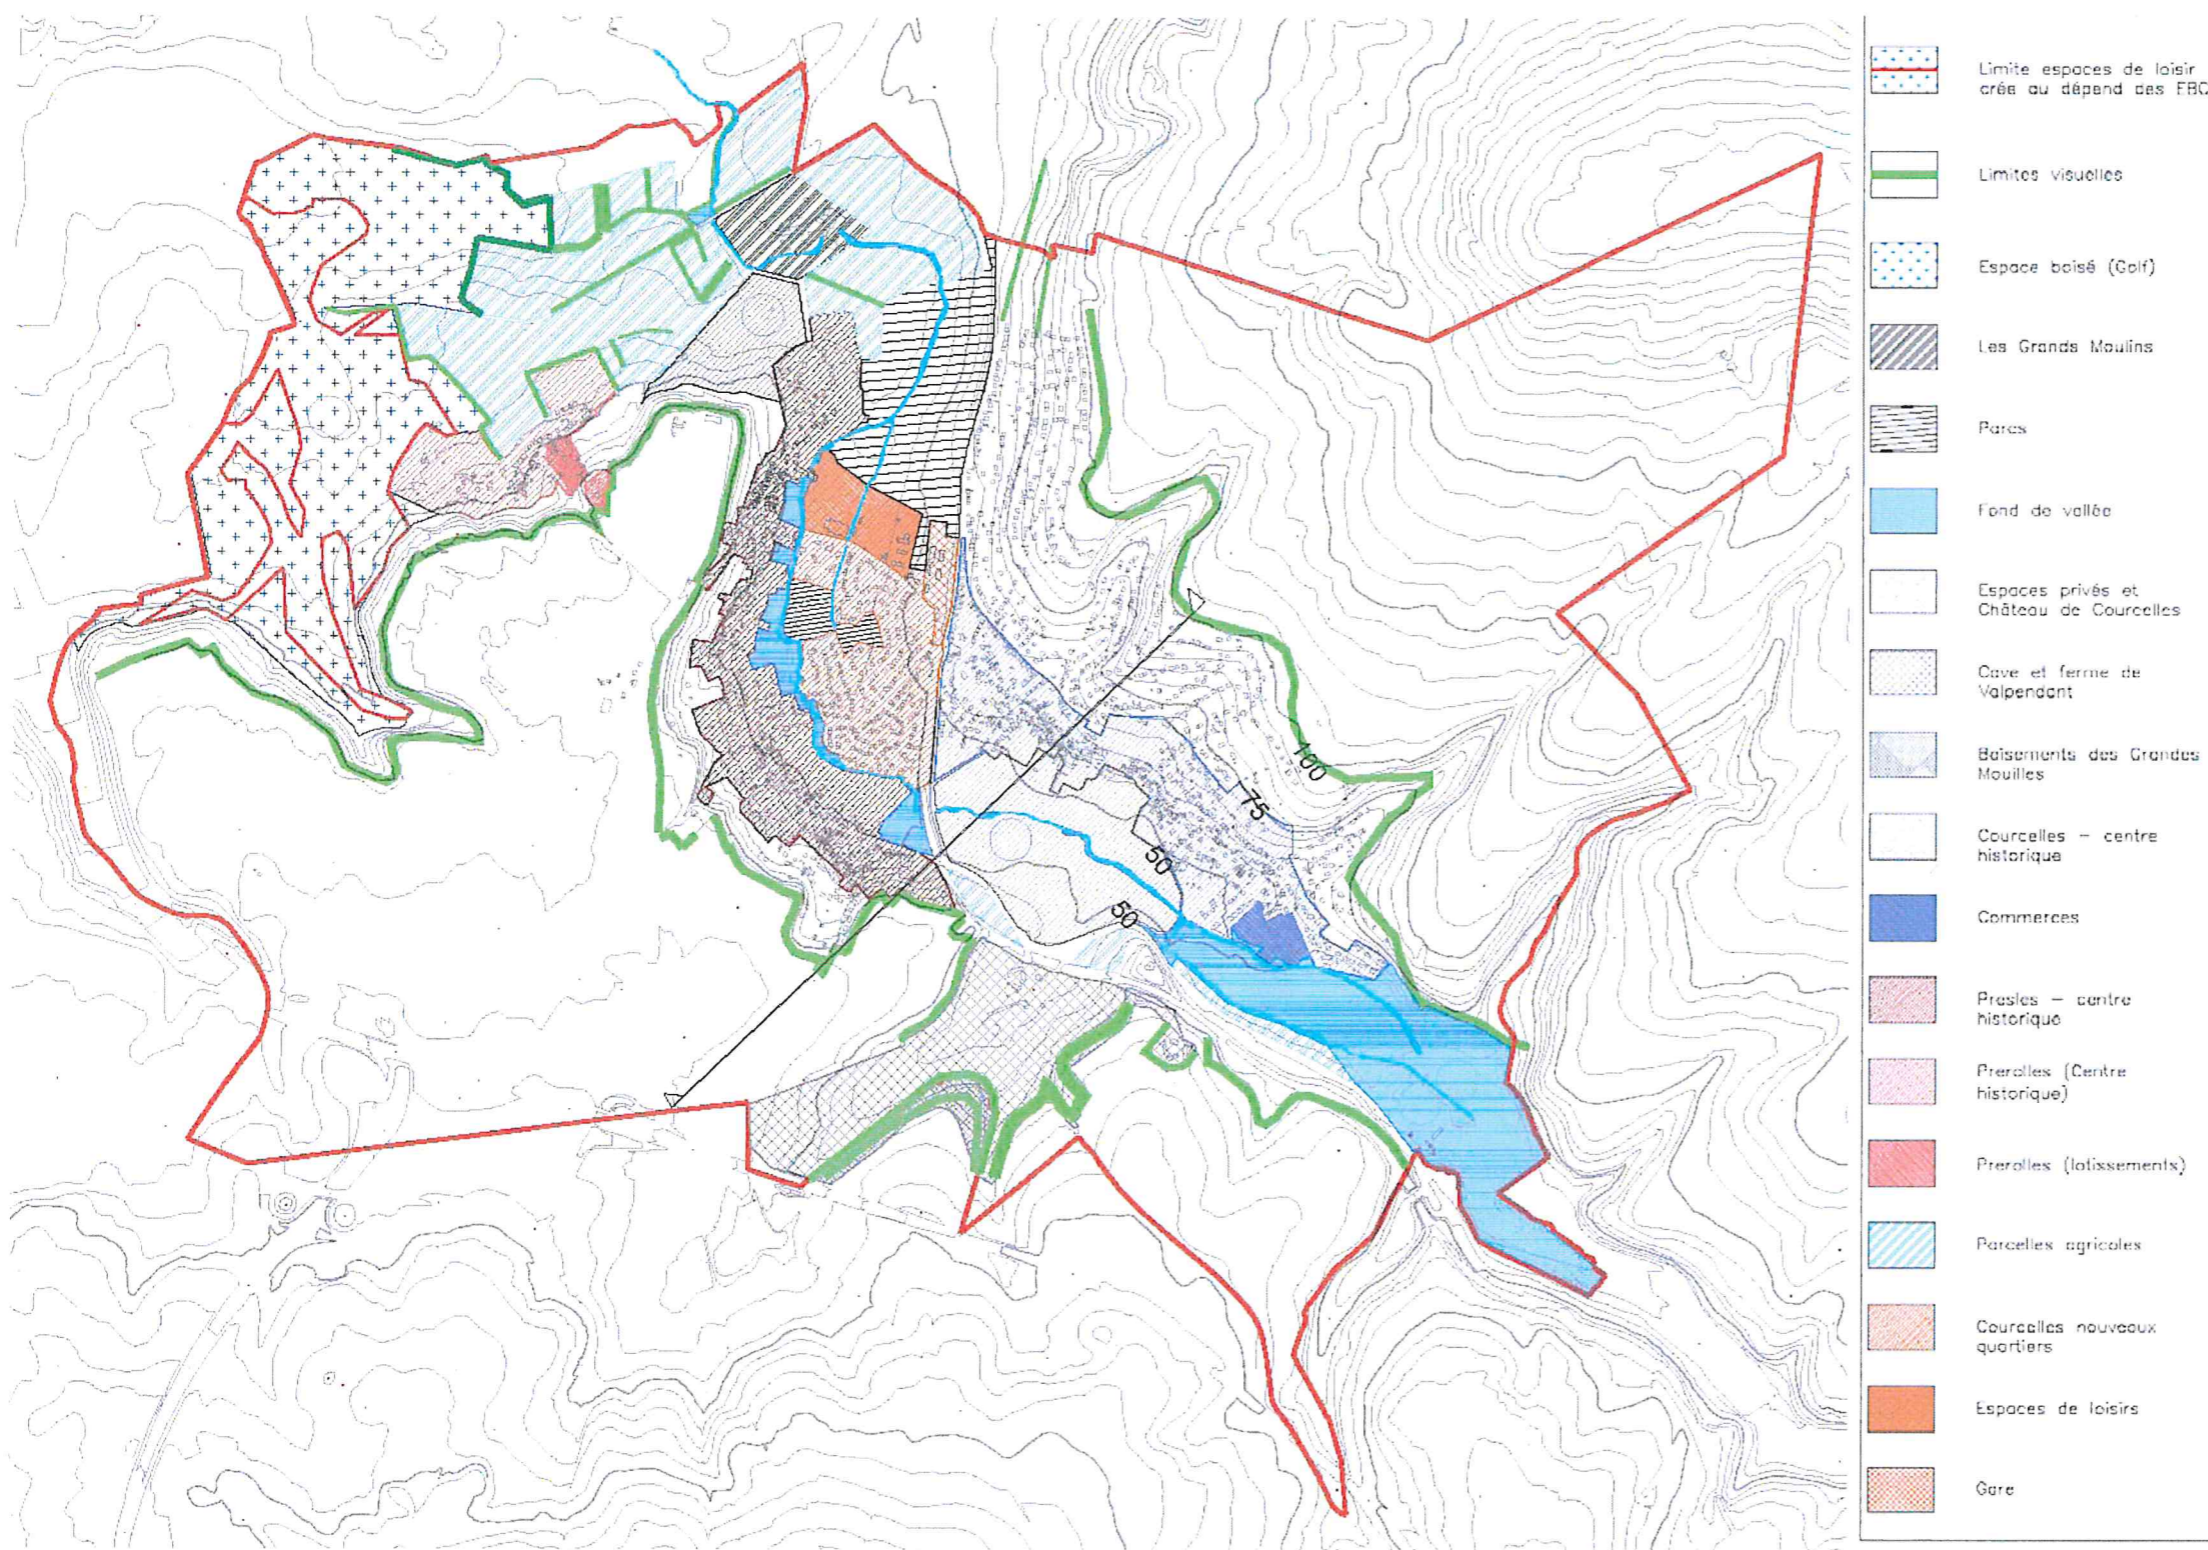 Limite espaces de loisir
crée au dépend des EBC
Limites visuelles
Espace boisé (Golf)
Les Grands Moulins
Parcs
Fond de vallée
Espaces privés et
Château de Courcelles
Cave et ferme de
Valpendant
Boisements des Grandes
Mouilles
Courcelles - centre
historique
Commerces
Presles - centre
historique
Prerolles (Centre
historique)
Prerolles (lotissements)
Parcelles agricoles
Courcelles nouveaux
quartiers
Espaces de loisirs
Gare
100
75
50
50